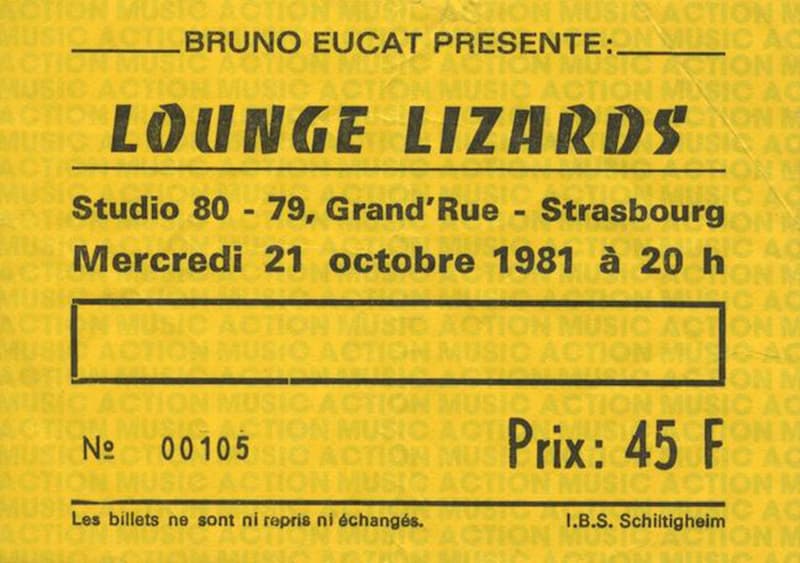 BRUNO EUCAT PRESENTE:
LOUNGE LIZARDS
Studio 80 - 79, Grand'Rue - Strasbourg
Mercredi 21 octobre 1981 à 20 h
Nº 00105
Prix: 45 F
Les billets ne sont ni repris ni échangés.
I.B.S. Schiltigheim